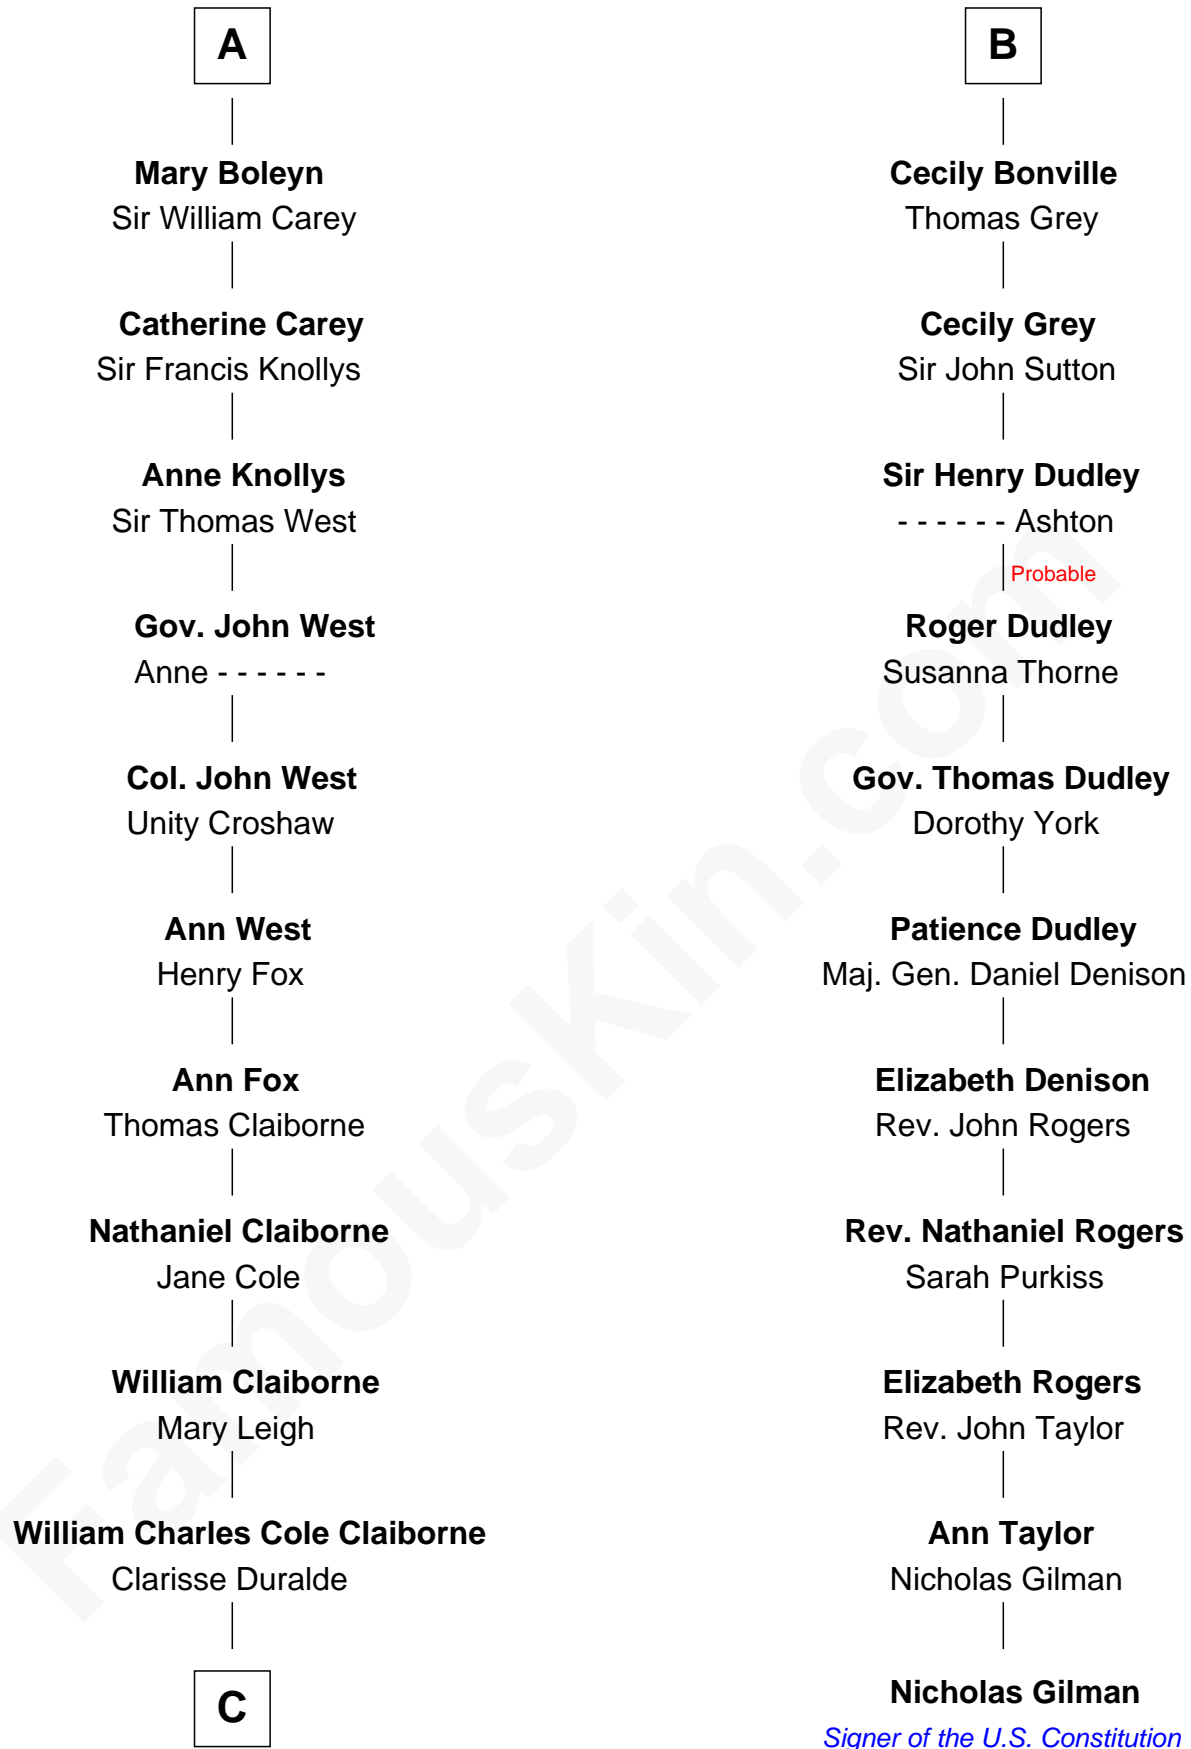 A
Mary Boleyn
Sir William Carey
Catherine Carey
Sir Francis Knollys
Anne Knollys
Sir Thomas West
Gov. John West
Anne - - - - - -
Col. John West
Unity Croshaw
Ann West
Henry Fox
Ann Fox
Thomas Claiborne
Nathaniel Claiborne
Jane Cole
William Claiborne
Mary Leigh
William Charles Cole Claiborne
Clarisse Duralde
C
B
Cecily Bonville
Thomas Grey
Cecily Grey
Sir John Sutton
Sir Henry Dudley
- - - - - - Ashton
Probable
Roger Dudley
Susanna Thorne
Gov. Thomas Dudley
Dorothy York
Patience Dudley
Maj. Gen. Daniel Denison
Elizabeth Denison
Rev. John Rogers
Rev. Nathaniel Rogers
Sarah Purkiss
Elizabeth Rogers
Rev. John Taylor
Ann Taylor
Nicholas Gilman
Nicholas Gilman
Signer of the U.S. Constitution
FamousKin.com